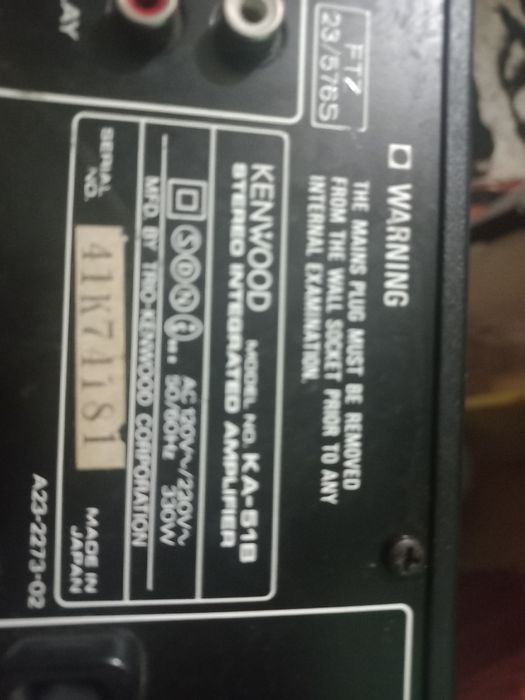 LAY
FTZ
23/576S
WARNING
THE MAINS PLUG MUST BE REMOVED
FROM THE WALL SOCKET PRIOR TO ANY
INTERNAL EXAMINATION.
KENWOOD MODEL NO. KA-51B
STEREO INTEGRATED AMPLIFIER
S D N
AC 120V~/220V~
50/60Hz 330W
MFD. BY TRIO-KENWOOD CORPORATION
SERIAL NO. 41K74181
MADE IN
JAPAN
A23-2273-02